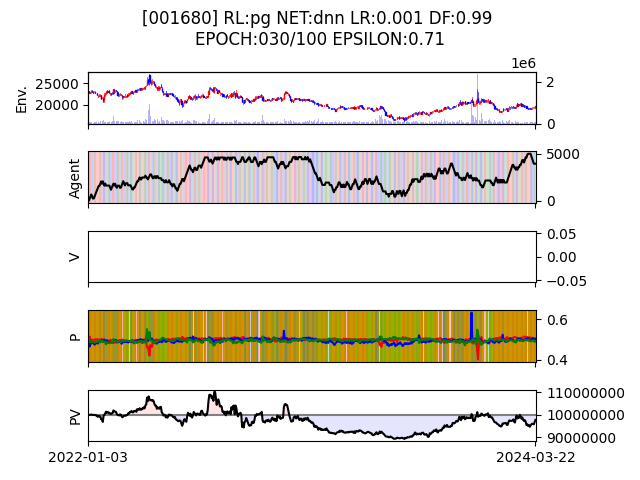 [001680] RL:pg NET:dnn LR:0.001 DF:0.99
EPOCH:030/100 EPSILON:0.71
1e6
Env.
25000
20000
2
0
Agent
5000
0
V
0.05
0.00
−0.05
P
0.6
0.4
PV
110000000
100000000
90000000
2022-01-03
2024-03-22